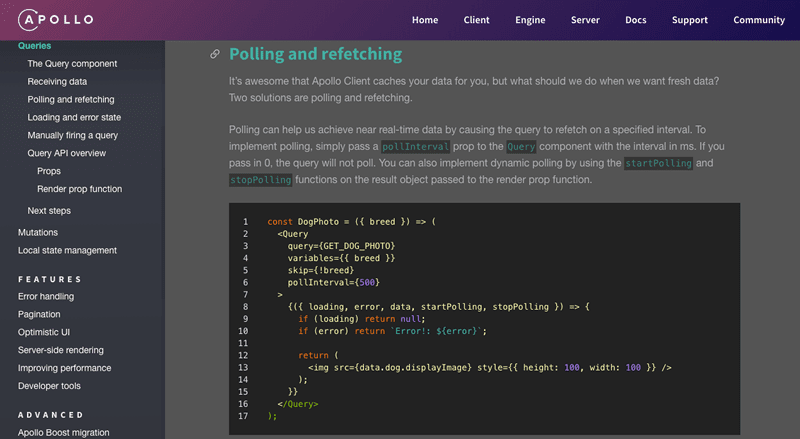 APOLLO
Home Client Engine Server Docs Support Community
Queries
The Query component
Receiving data
Polling and refetching
Loading and error state
Manually firing a query
Query API overview
Props
Render prop function
Next steps
Mutations
Local state management
FEATURES
Error handling
Pagination
Optimistic UI
Server-side rendering
Improving performance
Developer tools
ADVANCED
Apollo Boost migration
Polling and refetching
It's awesome that Apollo Client caches your data for you, but what should we do when we want fresh data?
Two solutions are polling and refetching.
Polling can help us achieve near real-time data by causing the query to refetch on a specified interval. To
implement polling, simply pass a pollInterval prop to the Query component with the interval in ms. If you
pass in 0, the query will not poll. You can also implement dynamic polling by using the startPolling and
stopPolling functions on the result object passed to the render prop function.
1 const DogPhoto = ({ breed }) => (
2 <Query
3 query={GET_DOG_PHOTO}
4 variables={{ breed }}
5 skip={!breed}
6 pollInterval={500}
7 >
8 {({ loading, error, data, startPolling, stopPolling }) => {
9 if (loading) return null;
10 if (error) return `Error!: ${error}`;
11
12 return (
13 <img src={data.dog.displayImage} style={{ height: 100, width: 100 }} />
14 );
15 }}
16 </Query>
17 );